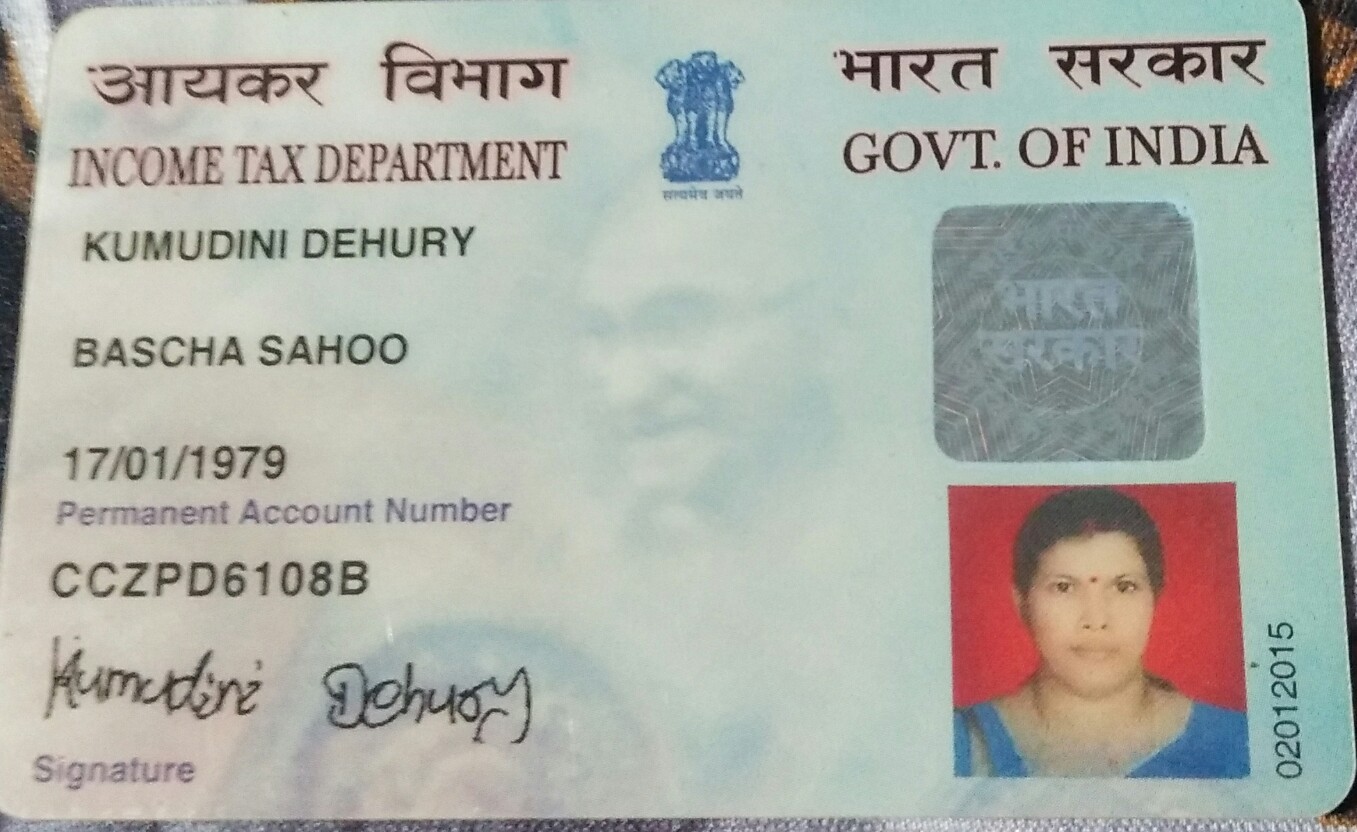 आयकर विभाग
INCOME TAX DEPARTMENT
सत्यमेव जयते
भारत सरकार
GOVT. OF INDIA
KUMUDINI DEHURY
BASCHA SAHOO
17/01/1979
Permanent Account Number
CCZPD6108B
Kumudini Dehury
Signature
भारत
सरकार
02012015